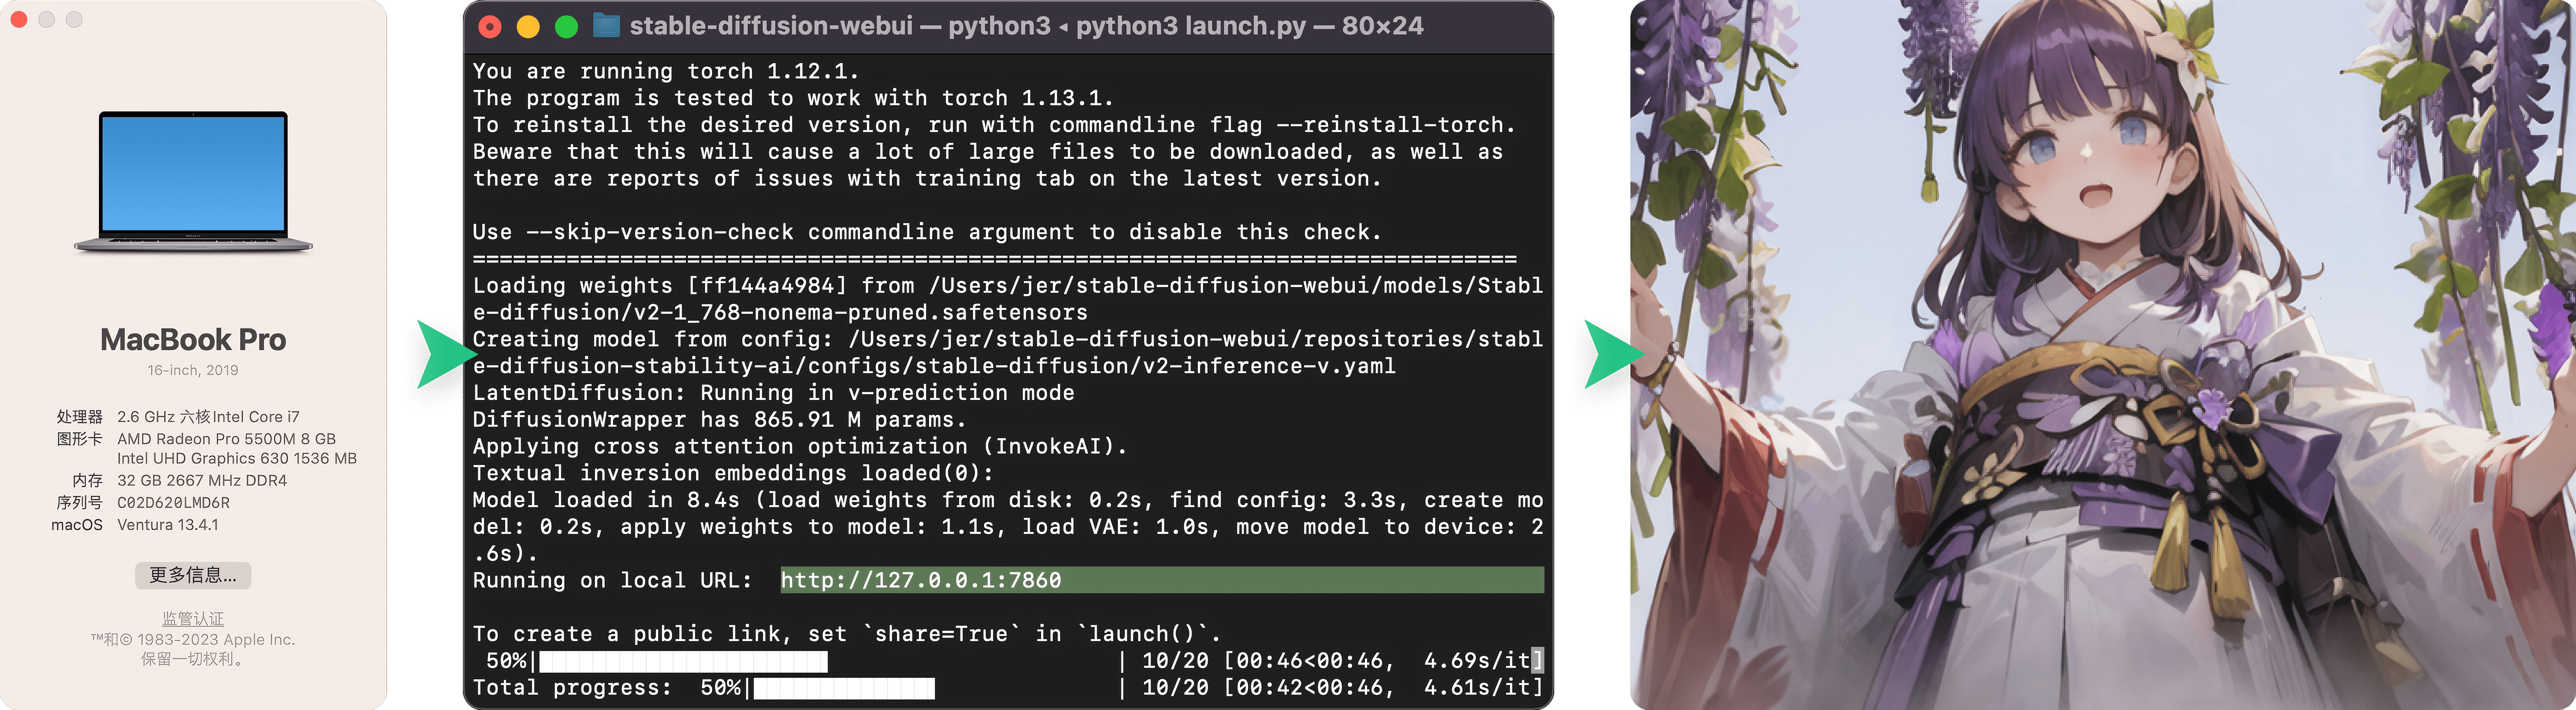 MacBook Pro
16-inch, 2019
处理器 2.6 GHz 六核Intel Core i7
图形卡 AMD Radeon Pro 5500M 8 GB
Intel UHD Graphics 630 1536 MB
内存 32 GB 2667 MHz DDR4
序列号 C02D620LMD6R
macOS Ventura 13.4.1
更多信息...
监管认证
™和© 1983-2023 Apple Inc.
保留一切权利。
stable-diffusion-webui — python3 ◂ python3 launch.py — 80×24
You are running torch 1.12.1.
The program is tested to work with torch 1.13.1.
To reinstall the desired version, run with commandline flag --reinstall-torch.
Beware that this will cause a lot of large files to be downloaded, as well as
there are reports of issues with training tab on the latest version.
Use --skip-version-check commandline argument to disable this check.
==============================================================================
Loading weights [ff144a4984] from /Users/jer/stable-diffusion-webui/models/Stabl
e-diffusion/v2-1_768-nonema-pruned.safetensors
Creating model from config: /Users/jer/stable-diffusion-webui/repositories/stabl
e-diffusion-stability-ai/configs/stable-diffusion/v2-inference-v.yaml
LatentDiffusion: Running in v-prediction mode
DiffusionWrapper has 865.91 M params.
Applying cross attention optimization (InvokeAI).
Textual inversion embeddings loaded(0):
Model loaded in 8.4s (load weights from disk: 0.2s, find config: 3.3s, create mo
del: 0.2s, apply weights to model: 1.1s, load VAE: 1.0s, move model to device: 2
.6s).
Running on local URL:  http://127.0.0.1:7860
To create a public link, set `share=True` in `launch()`.
50%| | 10/20 [00:46<00:46,  4.69s/it]
Total progress:  50%| | 10/20 [00:42<00:46,  4.61s/it]